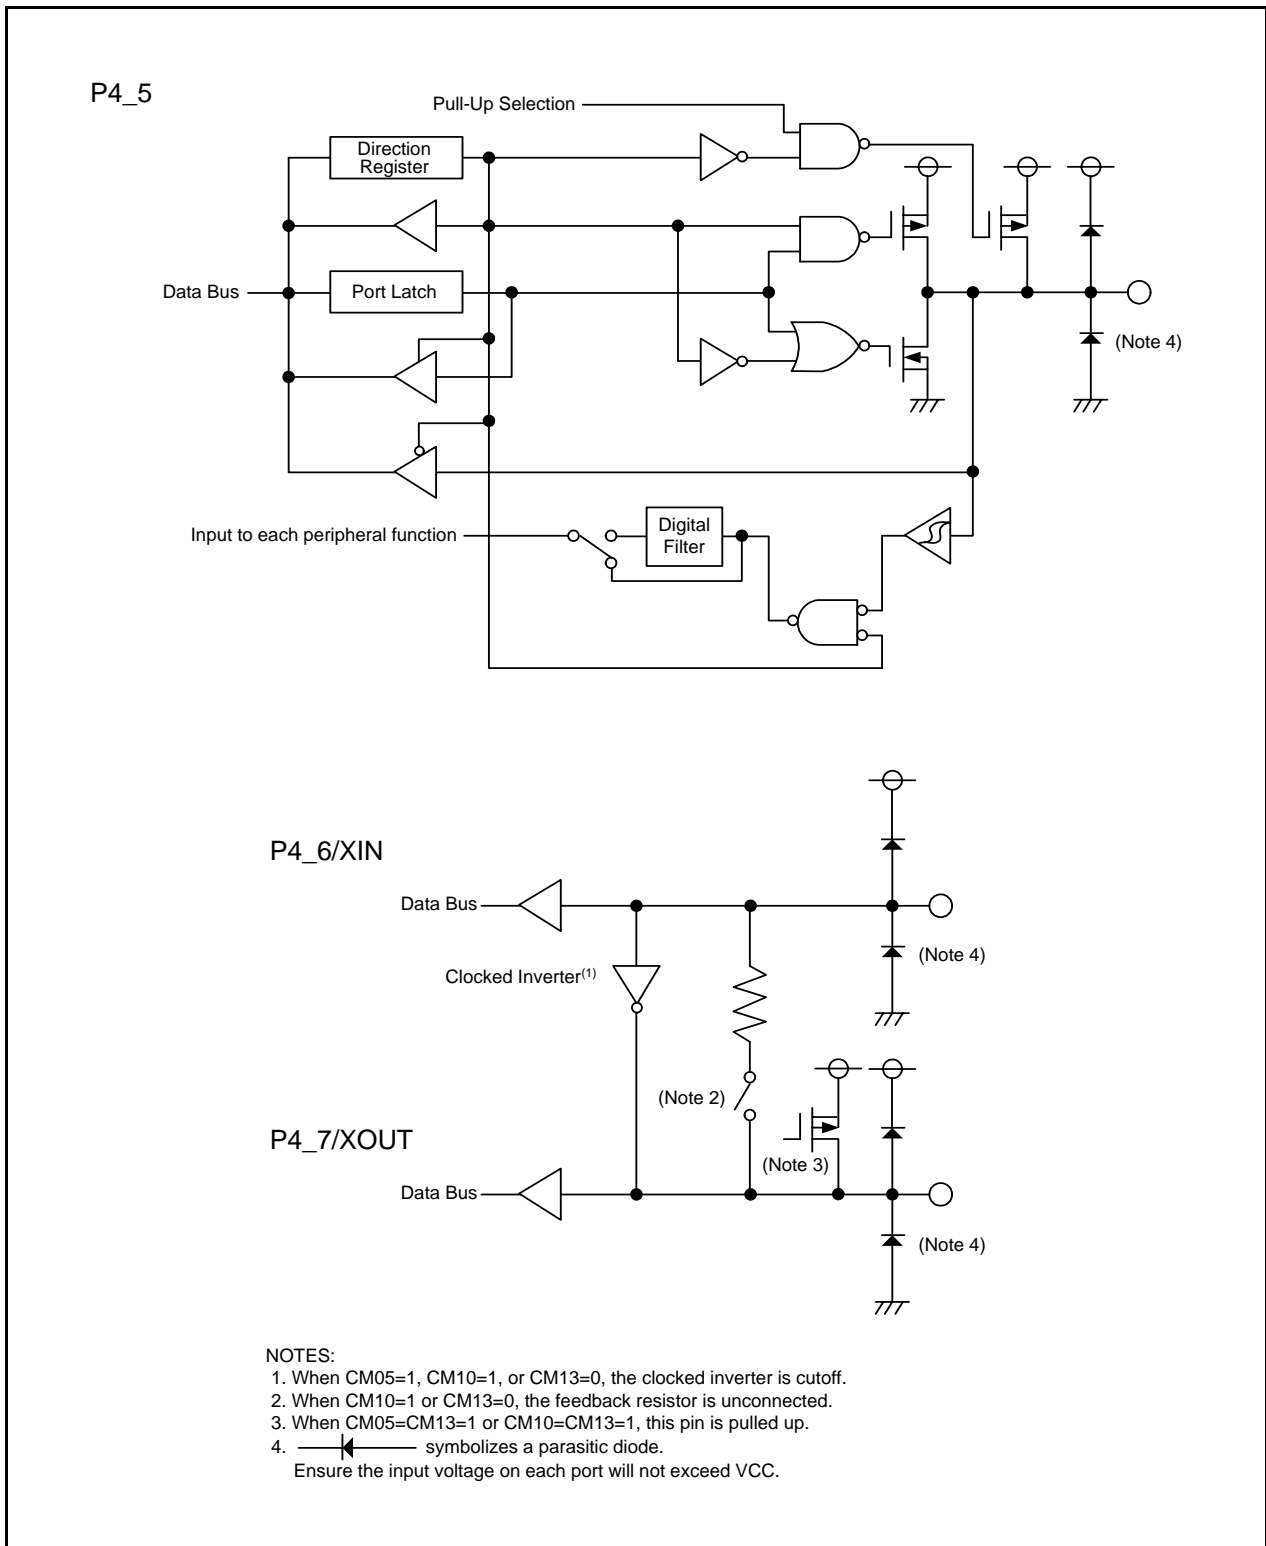 P4_5
Pull-Up Selection
Direction
Register
Data Bus
Port Latch
(Note 4)
Input to each peripheral function
Digital
Filter
P4_6/XIN
Data Bus
Clocked Inverter(1)
(Note 4)
(Note 2)
P4_7/XOUT
(Note 3)
Data Bus
(Note 4)
NOTES:
1. When CM05=1, CM10=1, or CM13=0, the clocked inverter is cutoff.
2. When CM10=1 or CM13=0, the feedback resistor is unconnected.
3. When CM05=CM13=1 or CM10=CM13=1, this pin is pulled up.
4. symbolizes a parasitic diode.
Ensure the input voltage on each port will not exceed VCC.